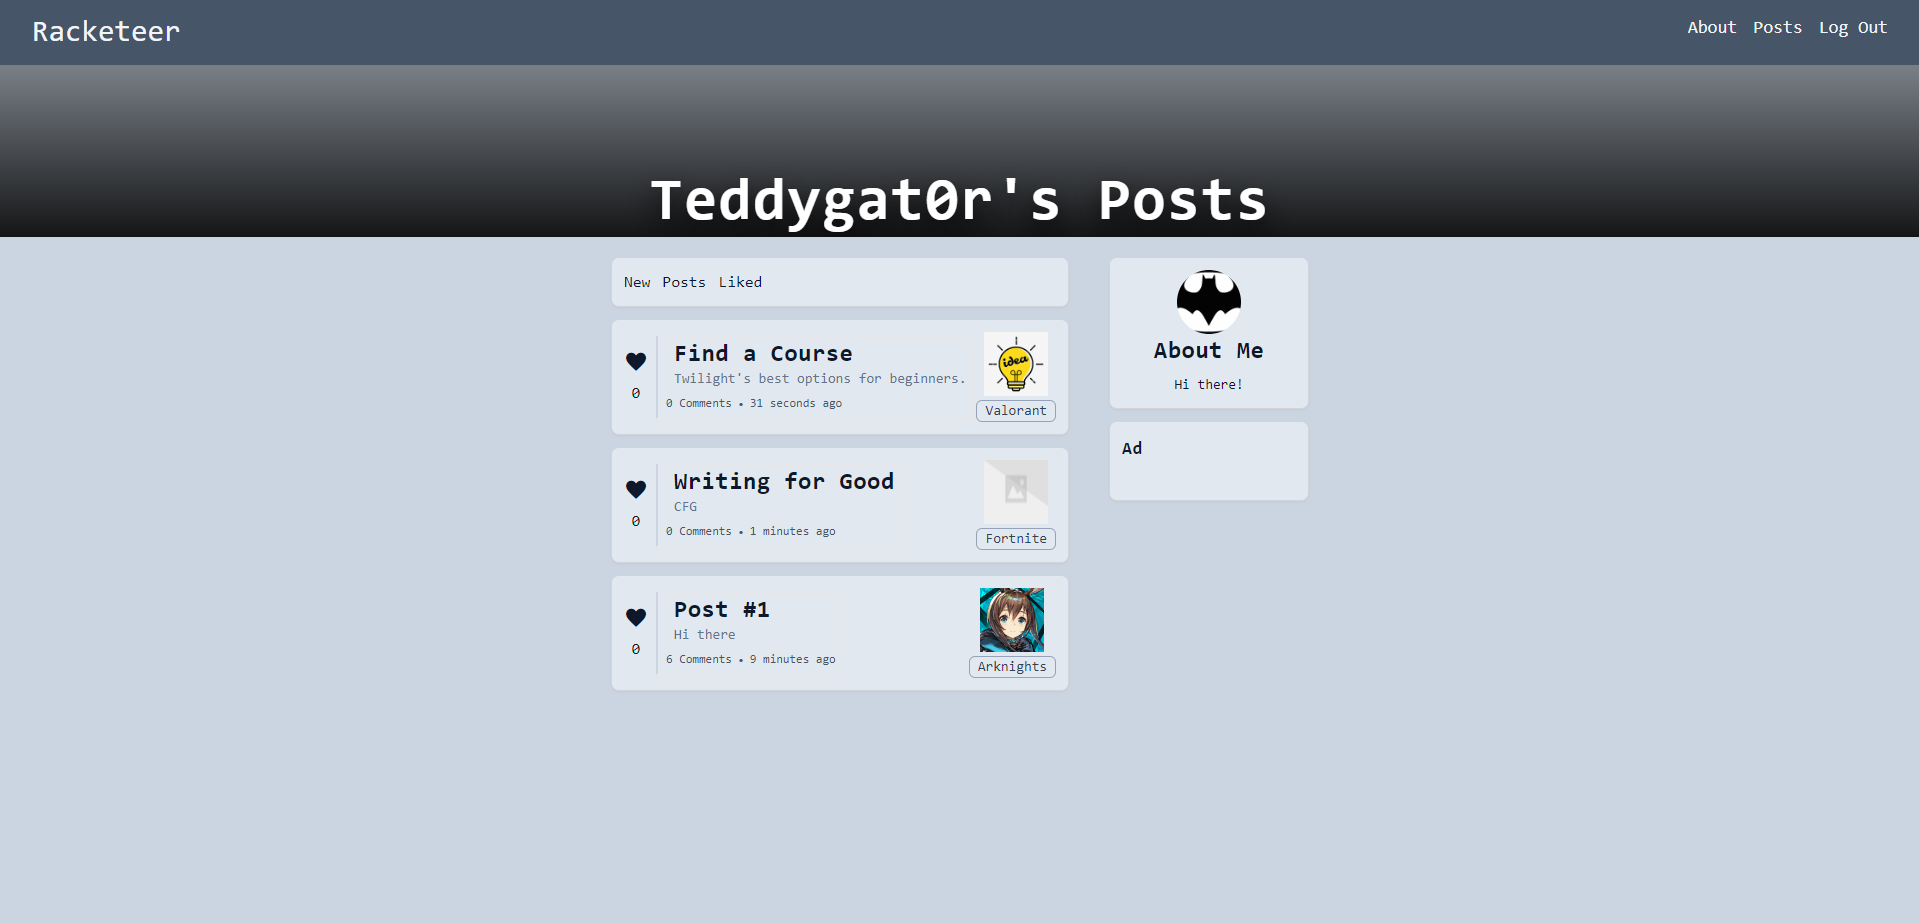 Racketeer
About Posts Log Out
Teddygat0r's Posts
New Posts Liked
Find a Course
Twilight's best options for beginners.
0
0 Comments • 31 seconds ago
idea
Valorant
Writing for Good
CFG
0
0 Comments • 1 minutes ago
Fortnite
Post #1
Hi there
0
6 Comments • 9 minutes ago
Arknights
About Me
Hi there!
Ad